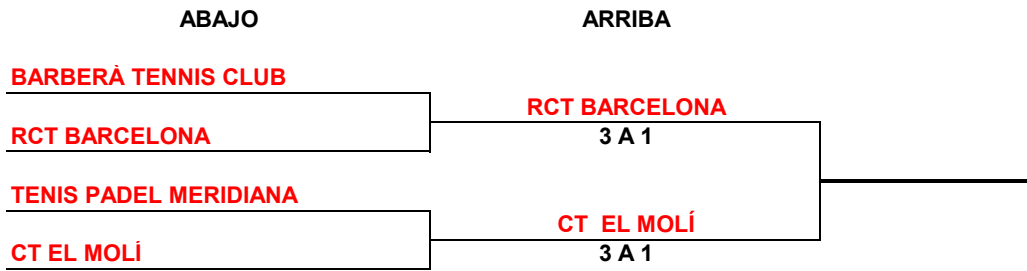 ABAJO ARRIBA
BARBERÀ TENNIS CLUB
RCT BARCELONA
RCT BARCELONA
3 A 1
TENIS PADEL MERIDIANA
CT EL MOLÍ
CT EL MOLÍ
3 A 1